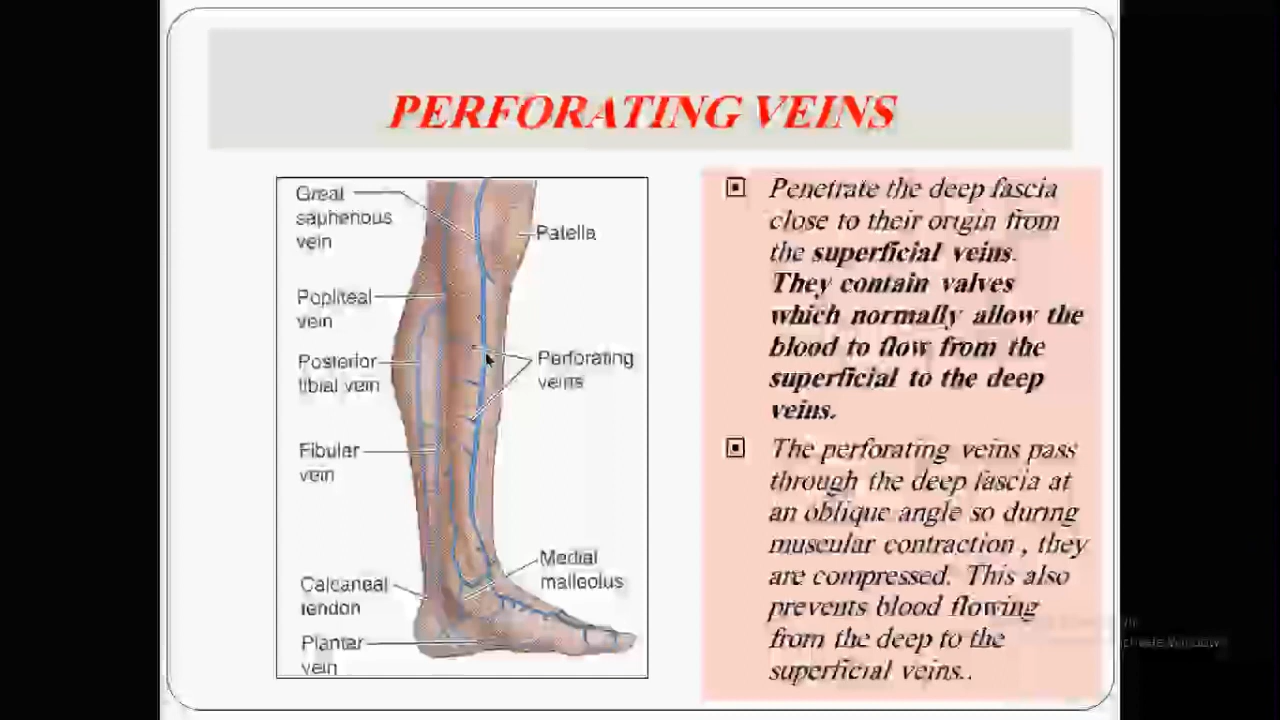 PERFORATING VEINS
Great
saphenous
vein
Patella
Popliteal
vein
Posterior
tibial vein
Perforating
veins
Fibular
vein
Medial
malleolus
Calcaneal
tendon
Planter
vein
Penetrate the deep fascia
close to their origin from
the superficial veins.
They contain valves
which normally allow the
blood to flow from the
superficial to the deep
veins.
The perforating veins pass
through the deep fascia at
an oblique angle so during
muscular contraction , they
are compressed. This also
prevents blood flowing
from the deep to the
superficial veins..